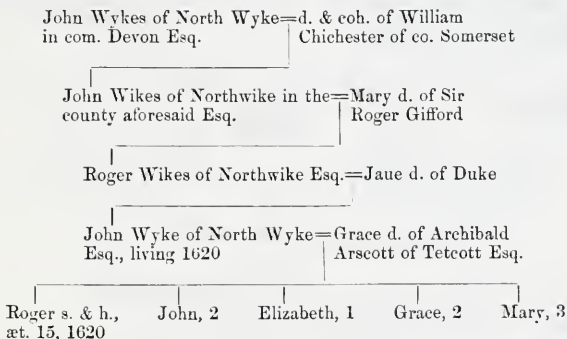 John Wykes of North Wyke=d. & coh. of William
in com. Devon Esq. Chichester of co. Somerset
John Wikes of Northwike in the=Mary d. of Sir
county aforesaid Esq. Roger Gifford
Roger Wikes of Northwike Esq.=Jaue d. of Duke
John Wyke of North Wyke=Grace d. of Archibald
Esq., living 1620 Arscott of Tetcott Esq.
Roger s. & h., John, 2 Elizabeth, 1 Grace, 2 Mary, 3
æt. 15, 1620